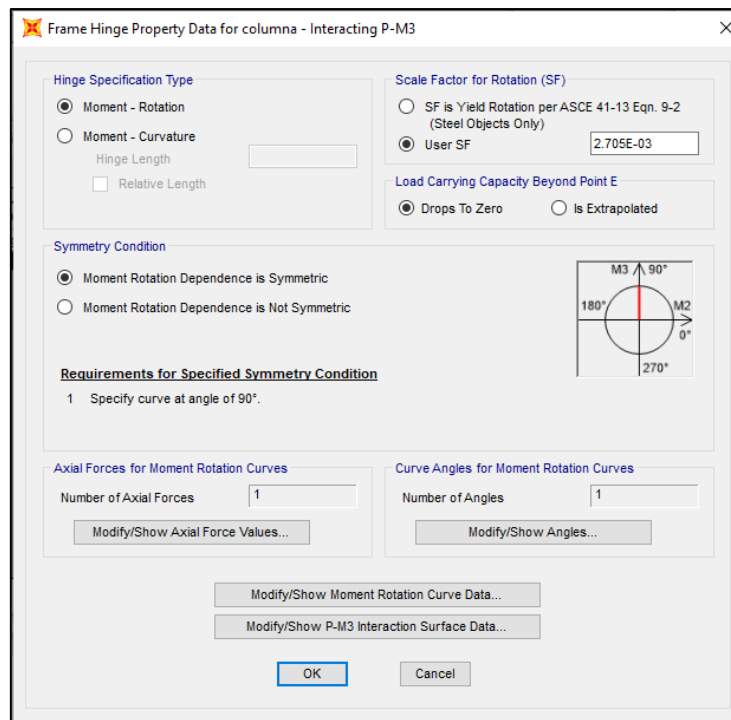 Frame Hinge Property Data for columna - Interacting P-M3
Hinge Specification Type
Moment - Rotation
Moment - Curvature
Hinge Length
Relative Length
Scale Factor for Rotation (SF)
SF is Yield Rotation per ASCE 41-13 Eqn. 9-2
(Steel Objects Only)
User SF 2.705E-03
Load Carrying Capacity Beyond Point E
Drops To Zero Is Extrapolated
Symmetry Condition
Moment Rotation Dependence is Symmetric
Moment Rotation Dependence is Not Symmetric
Requirements for Specified Symmetry Condition
1 Specify curve at angle of 90°.
M3 90°
180° M2
0°
270°
Axial Forces for Moment Rotation Curves
Number of Axial Forces 1
Modify/Show Axial Force Values...
Curve Angles for Moment Rotation Curves
Number of Angles 1
Modify/Show Angles...
Modify/Show Moment Rotation Curve Data...
Modify/Show P-M3 Interaction Surface Data...
OK Cancel